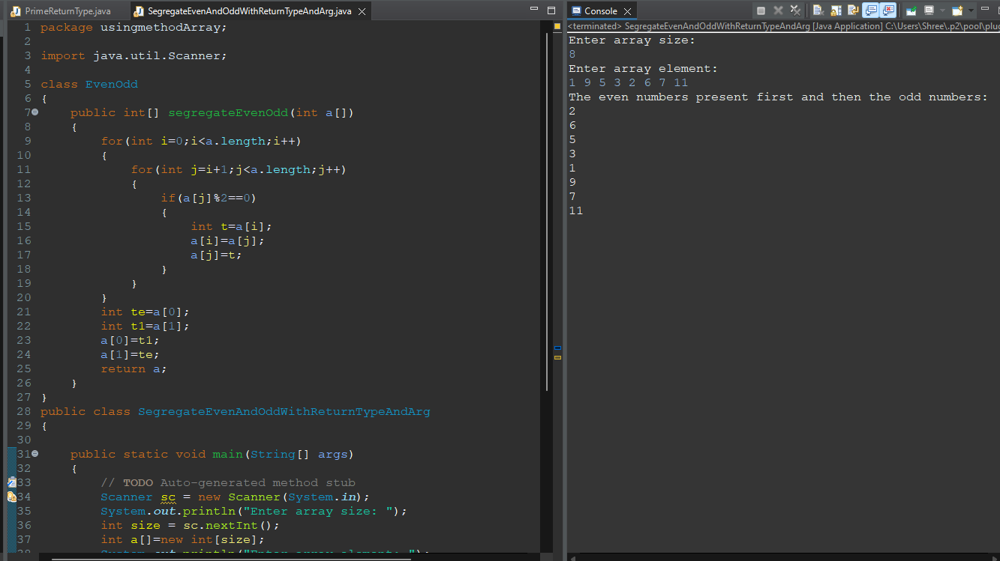 PrimeReturnType.java
SegregateEvenAndOddWithReturnTypeAndArg.java
1 package usingmethodArray;
2
3 import java.util.Scanner;
4
5 class EvenOdd
6 {
7 public int[] segregateEvenOdd(int a[])
8 {
9 for(int i=0;i<a.length;i++)
10 {
11 for(int j=i+1;j<a.length;j++)
12 {
13 if(a[j]%2==0)
14 {
15 int t=a[i];
16 a[i]=a[j];
17 a[j]=t;
18 }
19 }
20 }
21 int te=a[0];
22 int t1=a[1];
23 a[0]=t1;
24 a[1]=te;
25 return a;
26 }
27 }
28 public class SegregateEvenAndOddWithReturnTypeAndArg
29 {
30
31 public static void main(String[] args)
32 {
33 // TODO Auto-generated method stub
34 Scanner sc = new Scanner(System.in);
35 System.out.println("Enter array size: ");
36 int size = sc.nextInt();
37 int a[]=new int[size];
38 System.out.println("Enter array element: ");
Console
<terminated> SegregateEvenAndOddWithReturnTypeAndArg [Java Application] C:\Users\Shree\.p2\pool\plug
Enter array size:
8
Enter array element:
1 9 5 3 2 6 7 11
The even numbers present first and then the odd numbers:
2
6
5
3
1
9
7
11